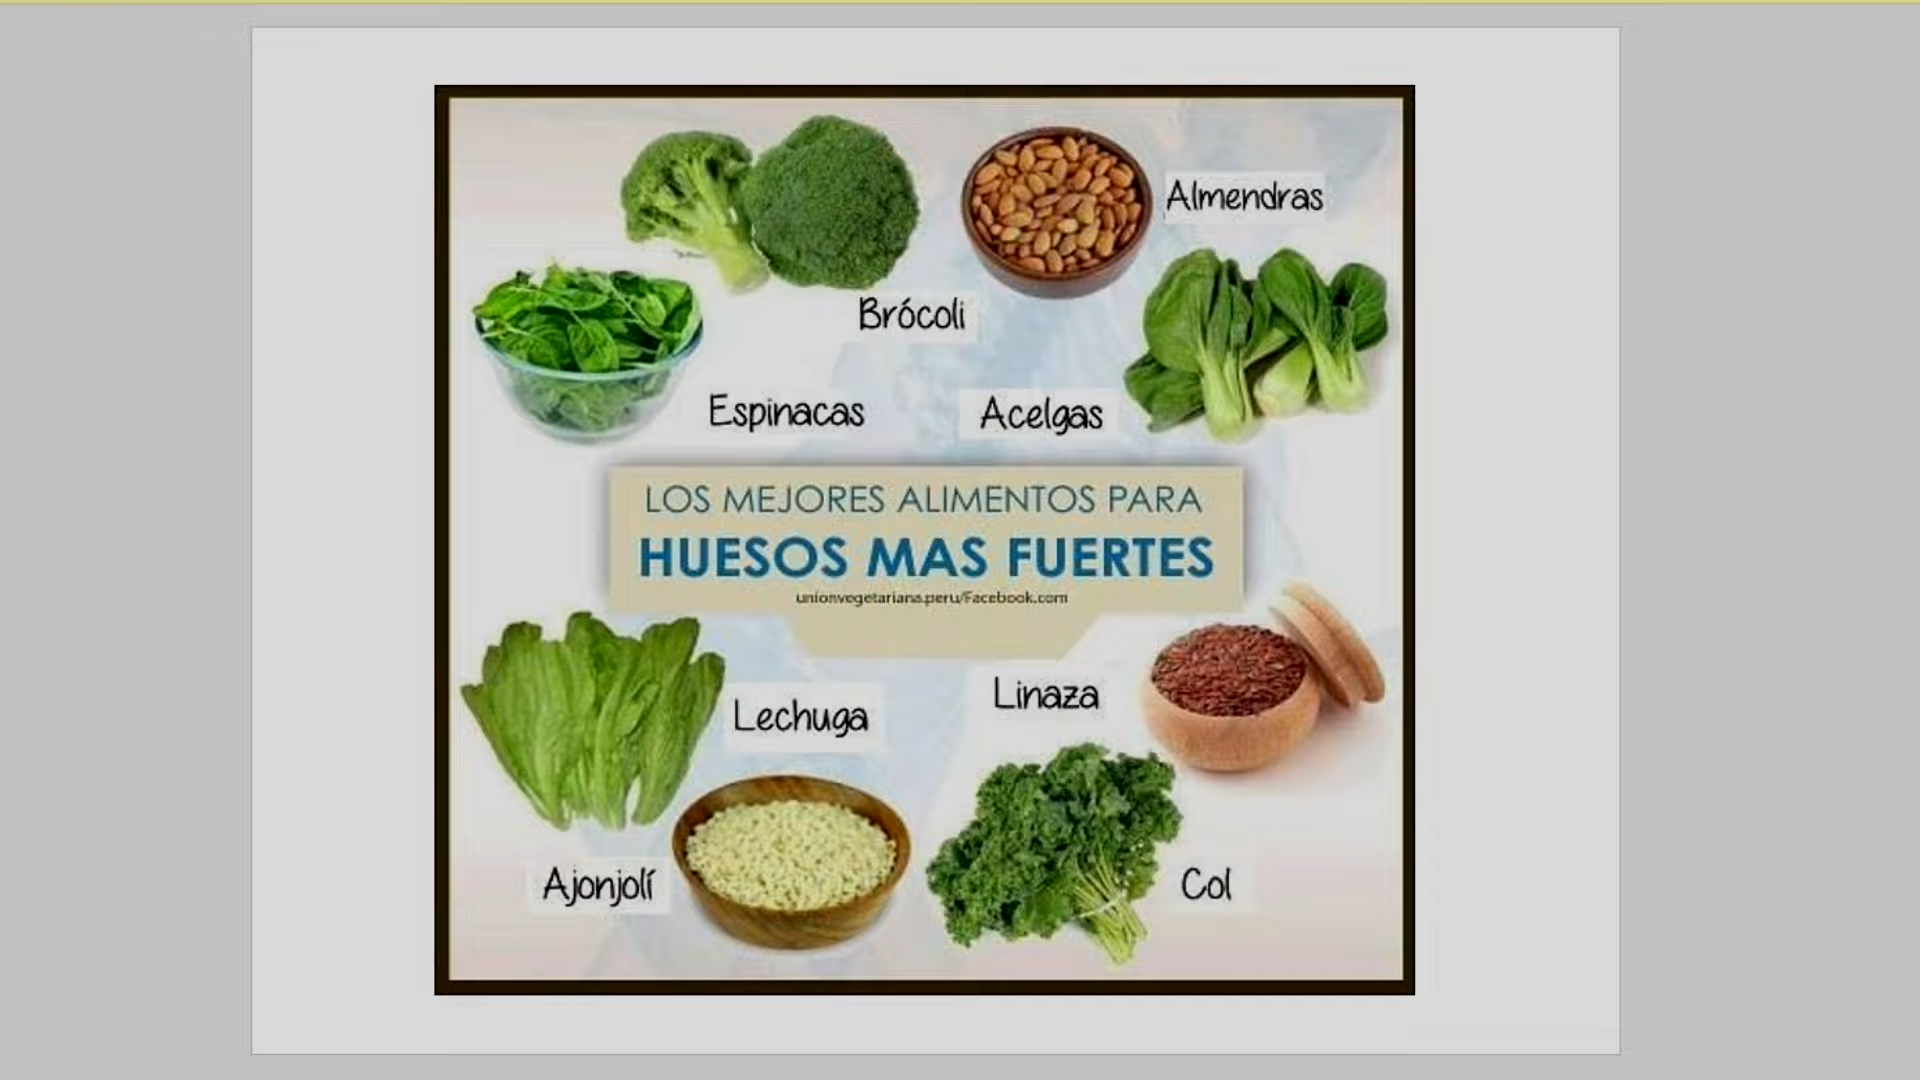 Almendras
Brócoli
Espinacas
Acelgas
LOS MEJORES ALIMENTOS PARA
HUESOS MAS FUERTES
unionvegetariana.peru/Facebook.com
Linaza
Lechuga
Ajonjolí
Col